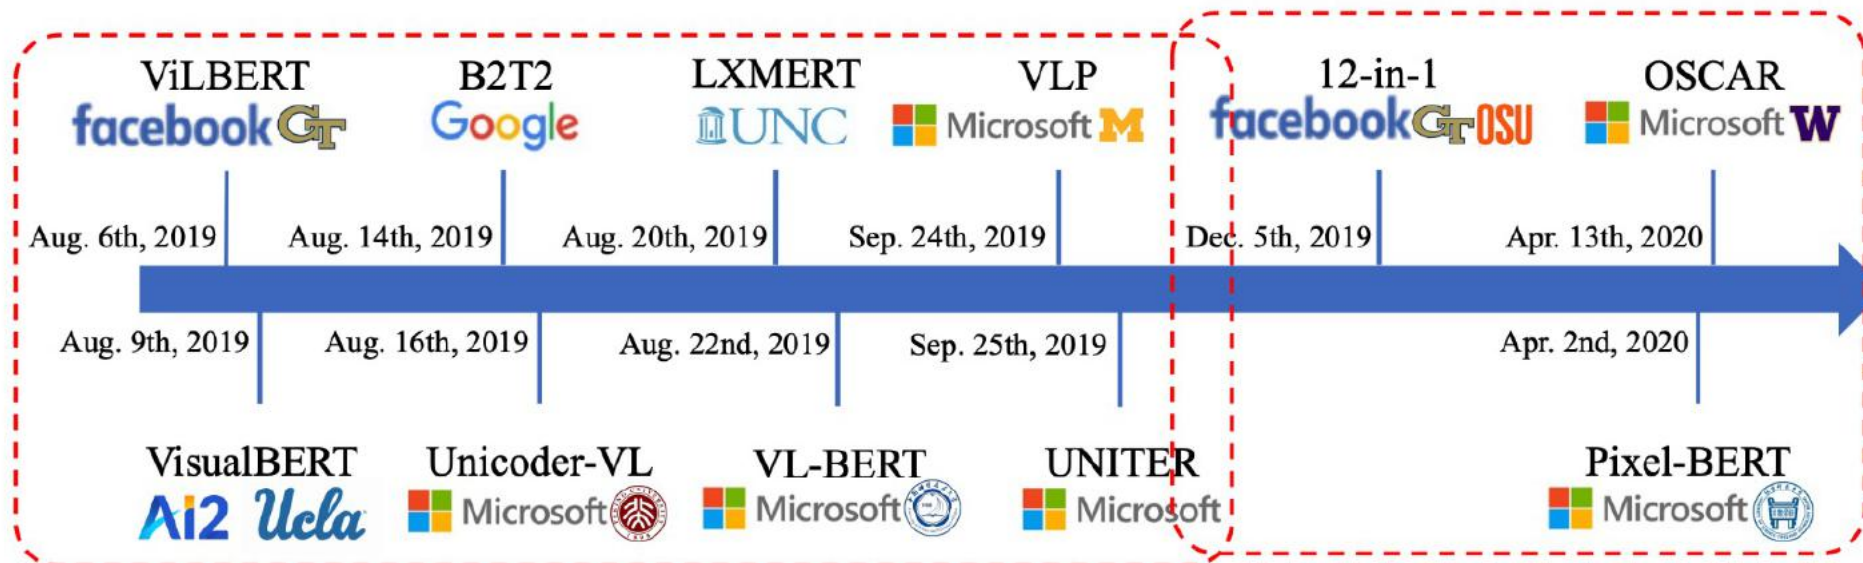 ViLBERT B2T2 LXMERT VLP 12-in-1 OSCAR
facebook GT Google UNC Microsoft M facebook GT OSU Microsoft W
Aug. 6th, 2019 Aug. 14th, 2019 Aug. 20th, 2019 Sep. 24th, 2019 Dec. 5th, 2019 Apr. 13th, 2020
Aug. 9th, 2019 Aug. 16th, 2019 Aug. 22nd, 2019 Sep. 25th, 2019 Apr. 2nd, 2020
VisualBERT Unicoder-VL VL-BERT UNITER Pixel-BERT
Ai2 Ucla Microsoft Microsoft Microsoft Microsoft